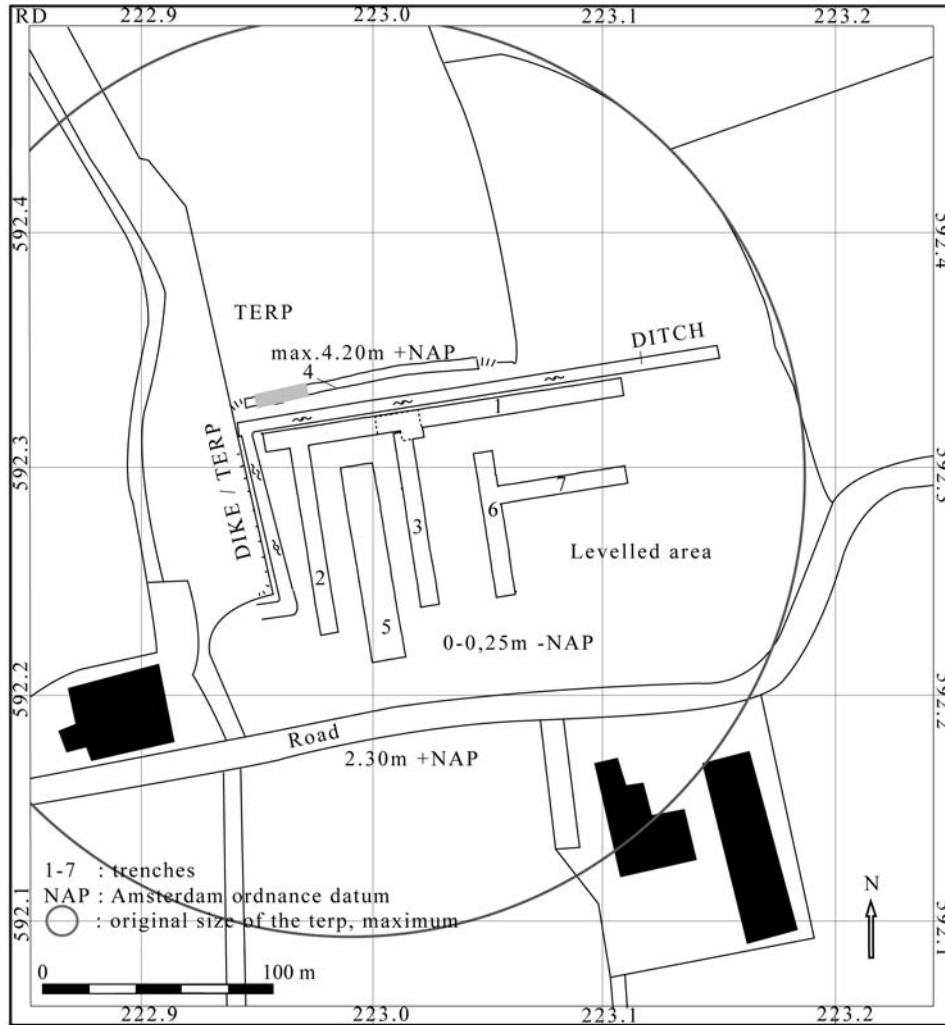 RD 222.9 223.0 223.1 223.2
592.4 592.4
TERP
DITCH
max.4.20m +NAP
4
1
592.3 592.3
DIKE / TERP
7
6
3
Levelled area
2
5
0-0,25m -NAP
592.2 592.2
Road
2.30m +NAP
1-7 : trenches
NAP : Amsterdam ordnance datum
: original size of the terp, maximum
N
592.1 592.1
0 100 m
222.9 223.0 223.1 223.2